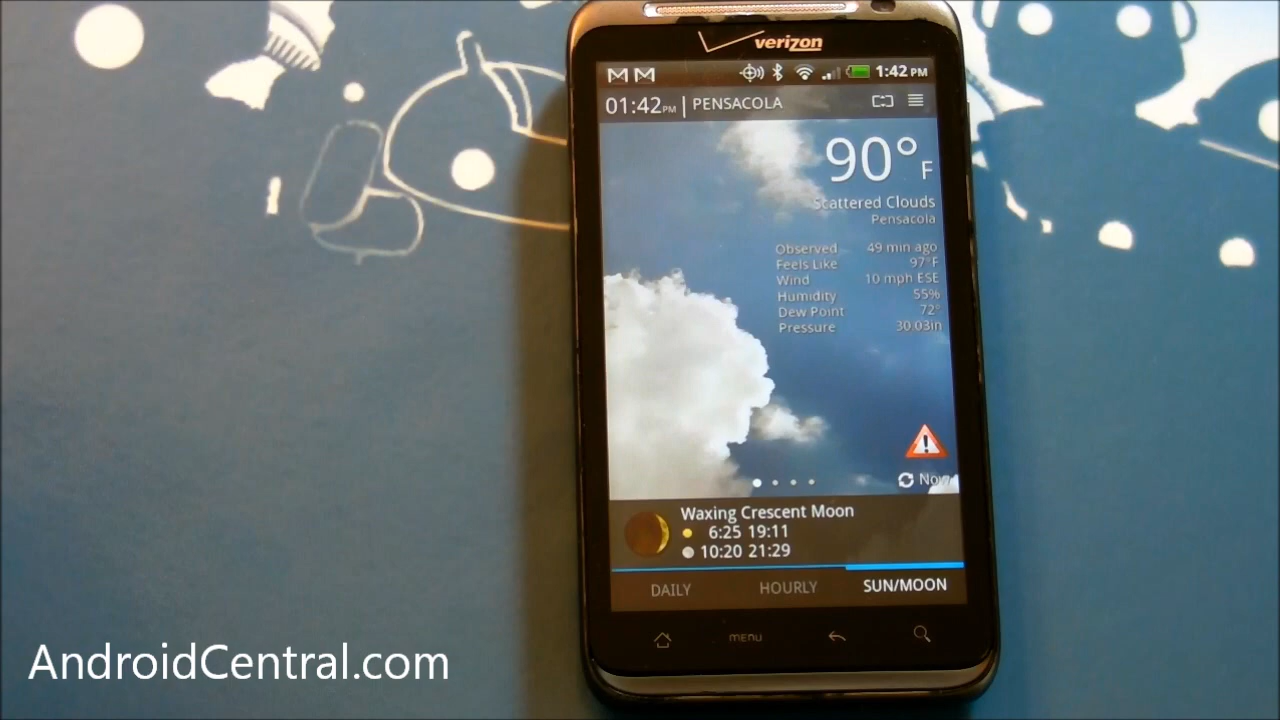 verizon
1:42 PM
01:42PM | PENSACOLA
90° F
Scattered Clouds
Pensacola
Observed 49 min ago
Feels Like 97°F
Wind 10 mph ESE
Humidity 55%
Dew Point 72°
Pressure 30.03in
Now
Waxing Crescent Moon
6:25 19:11
10:20 21:29
DAILY HOURLY SUN/MOON
menu
AndroidCentral.com